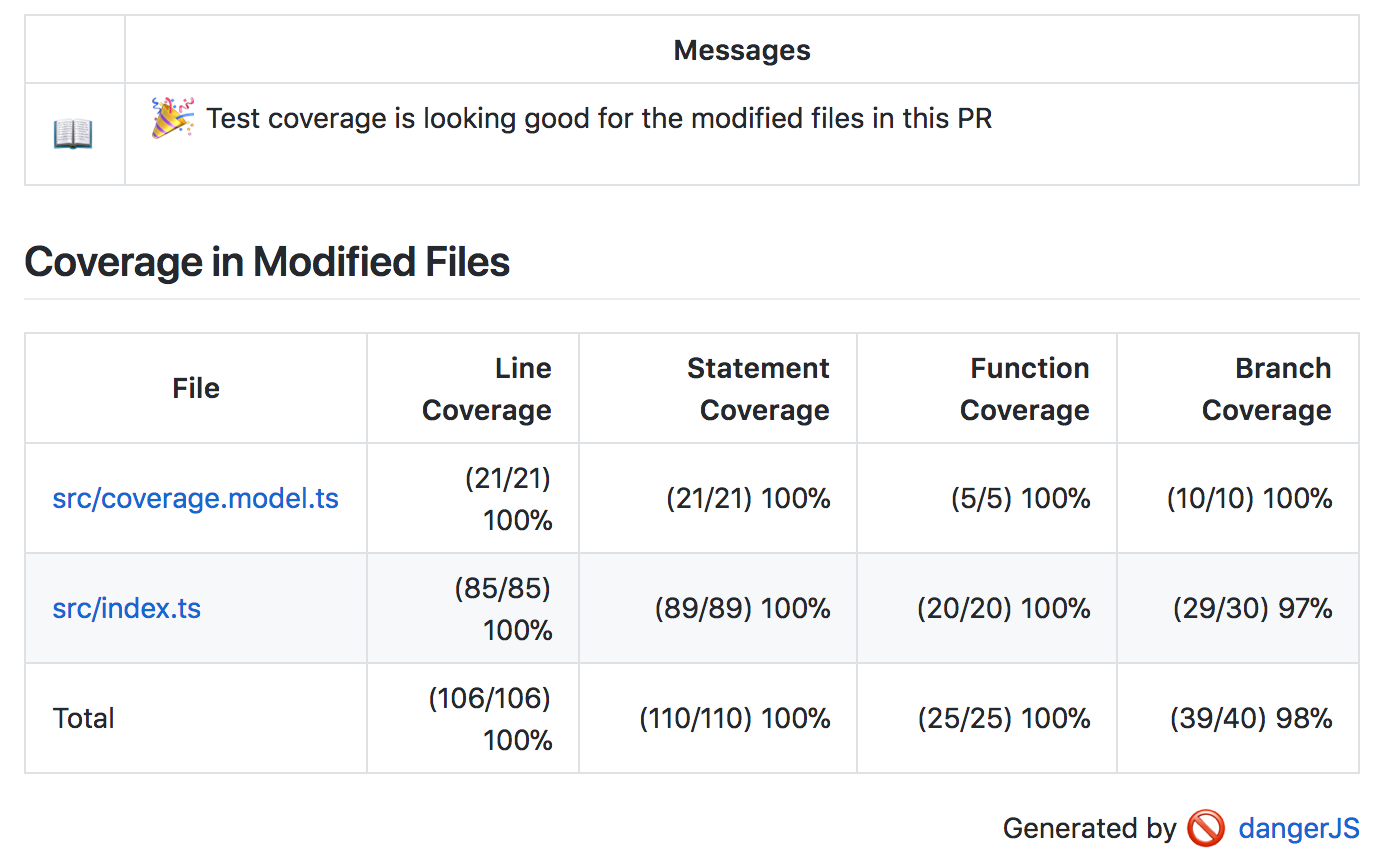 Messages
Test coverage is looking good for the modified files in this PR
Coverage in Modified Files
File Line Coverage Statement Coverage Function Coverage Branch Coverage
src/coverage.model.ts (21/21) 100% (21/21) 100% (5/5) 100% (10/10) 100%
src/index.ts (85/85) 100% (89/89) 100% (20/20) 100% (29/30) 97%
Total (106/106) 100% (110/110) 100% (25/25) 100% (39/40) 98%
Generated by dangerJS